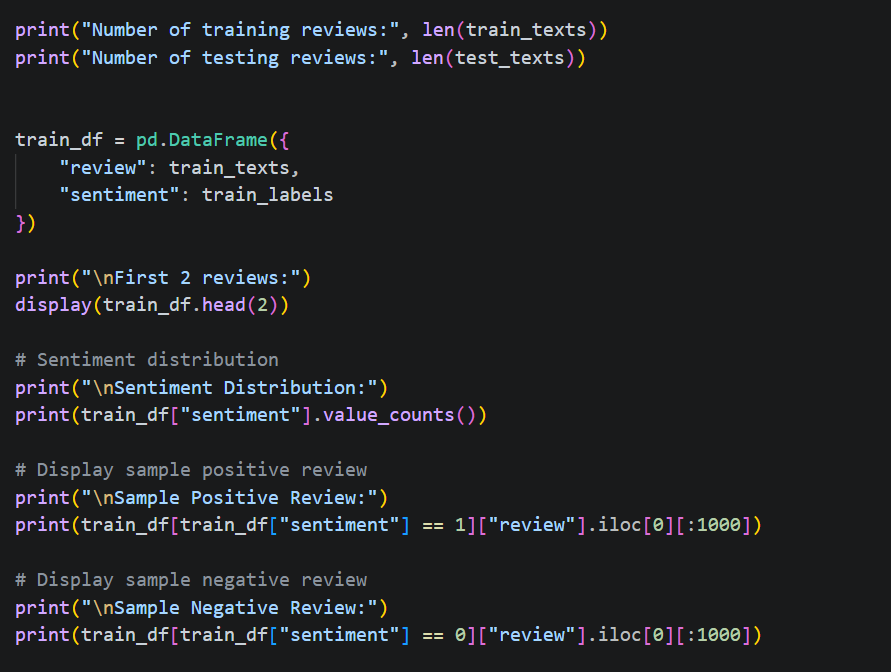 print("Number of training reviews:", len(train_texts))
print("Number of testing reviews:", len(test_texts))
train_df = pd.DataFrame({
    "review": train_texts,
    "sentiment": train_labels
})
print("\nFirst 2 reviews:")
display(train_df.head(2))
# Sentiment distribution
print("\nSentiment Distribution:")
print(train_df["sentiment"].value_counts())
# Display sample positive review
print("\nSample Positive Review:")
print(train_df[train_df["sentiment"] == 1]["review"].iloc[0][:1000])
# Display sample negative review
print("\nSample Negative Review:")
print(train_df[train_df["sentiment"] == 0]["review"].iloc[0][:1000])